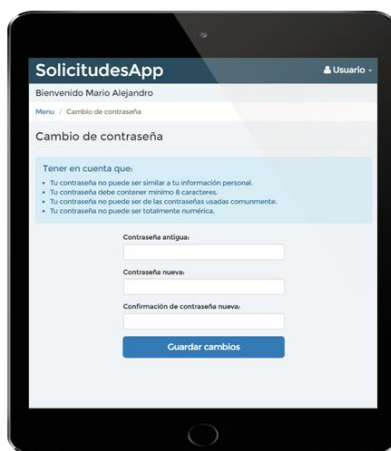 SolicitudesApp
Usuario
Bienvenido Mario Alejandro
Menu / Cambio de contraseña
Cambio de contraseña
Tener en cuenta que:
• Tu contraseña no puede ser similar a tu información personal.
• Tu contraseña debe contener mínimo 8 caracteres.
• Tu contraseña no puede ser de las contraseñas usadas comunmente.
• Tu contraseña no puede ser totalmente numérica.
Contraseña antigua:
Contraseña nueva:
Confirmación de contraseña nueva:
Guardar cambios